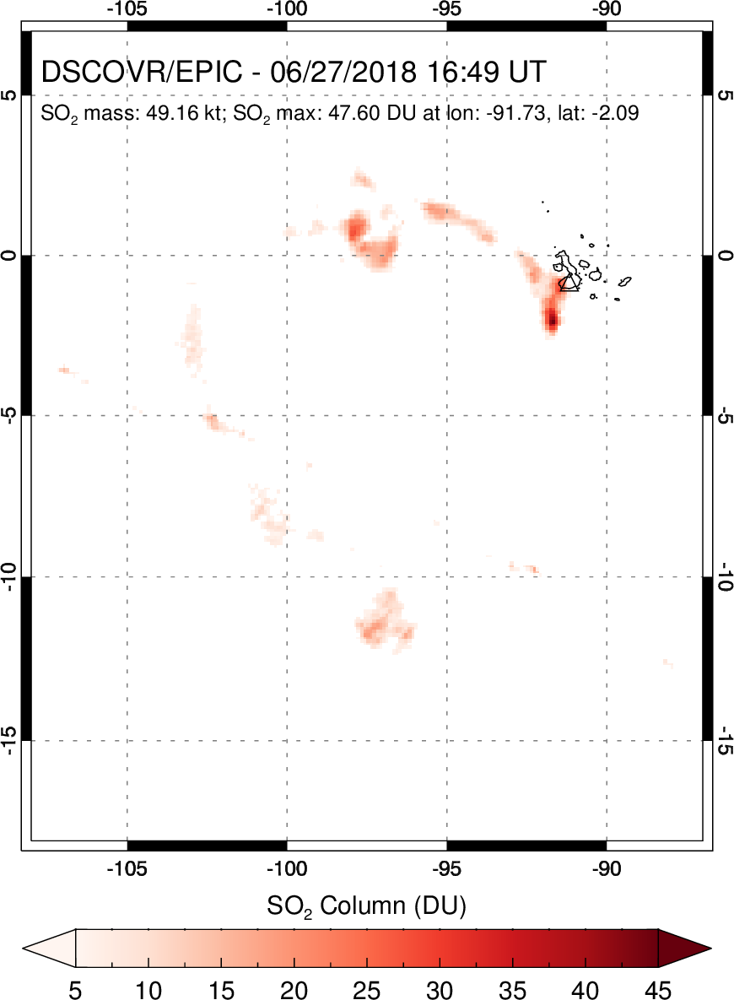 -105 -100 -95 -90
DSCOVR/EPIC - 06/27/2018 16:49 UT
5 5
SO2 mass: 49.16 kt; SO2 max: 47.60 DU at lon: -91.73, lat: -2.09
0 0
-5 -5
-10 -10
-15 -15
-105 -100 -95 -90
SO2 Column (DU)
5 10 15 20 25 30 35 40 45